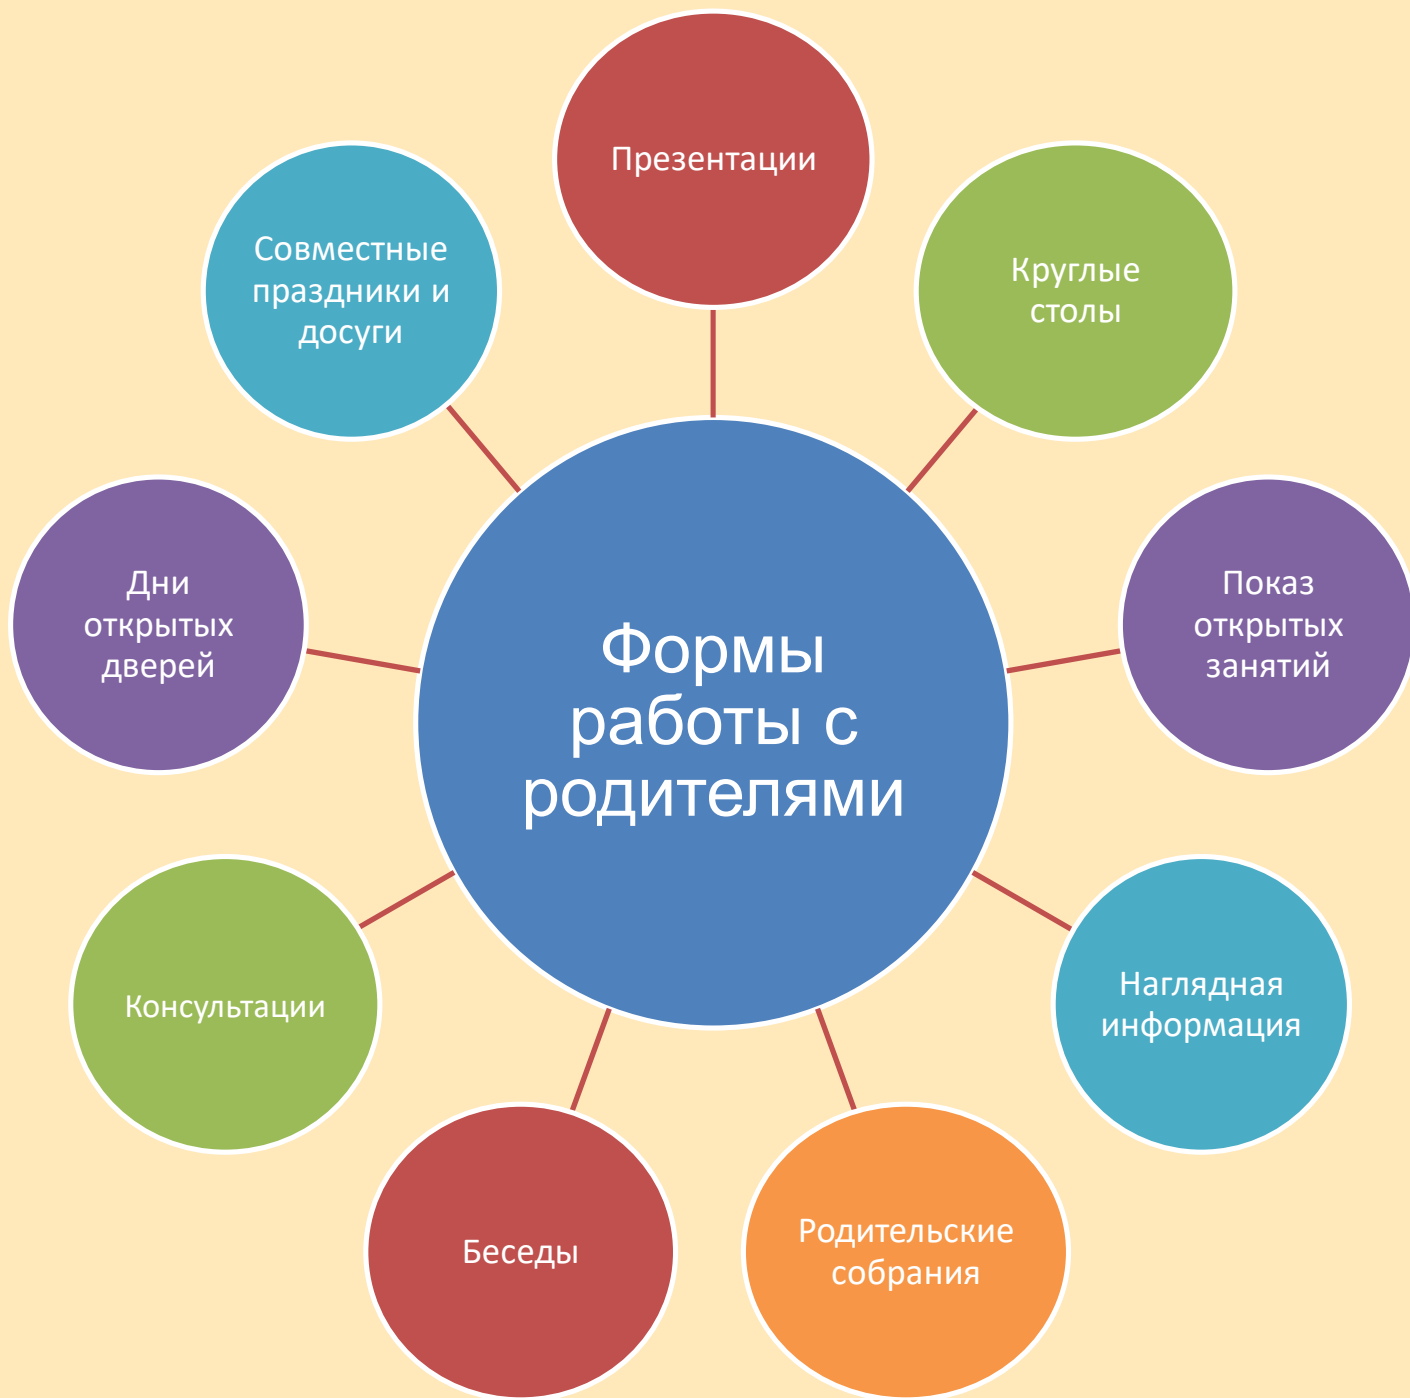 Презентации
Круглые
столы
Показ
открытых
занятий
Наглядная
информация
Родительские
собрания
Беседы
Консультации
Дни
открытых
дверей
Совместные
праздники и
досуги
Формы
работы с
родителями